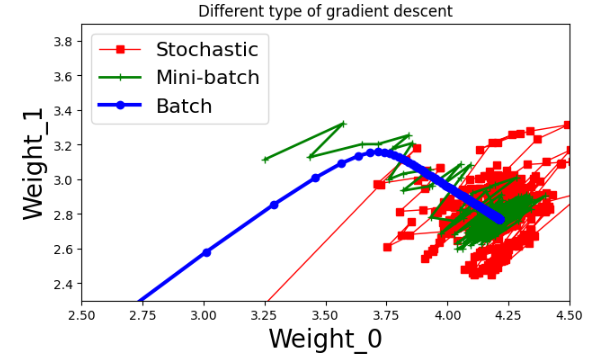 Different type of gradient descent
Stochastic
Mini-batch
Batch
Weight_1
3.8
3.6
3.4
3.2
3.0
2.8
2.6
2.4
2.50 2.75 3.00 3.25 3.50 3.75 4.00 4.25 4.50
Weight_0